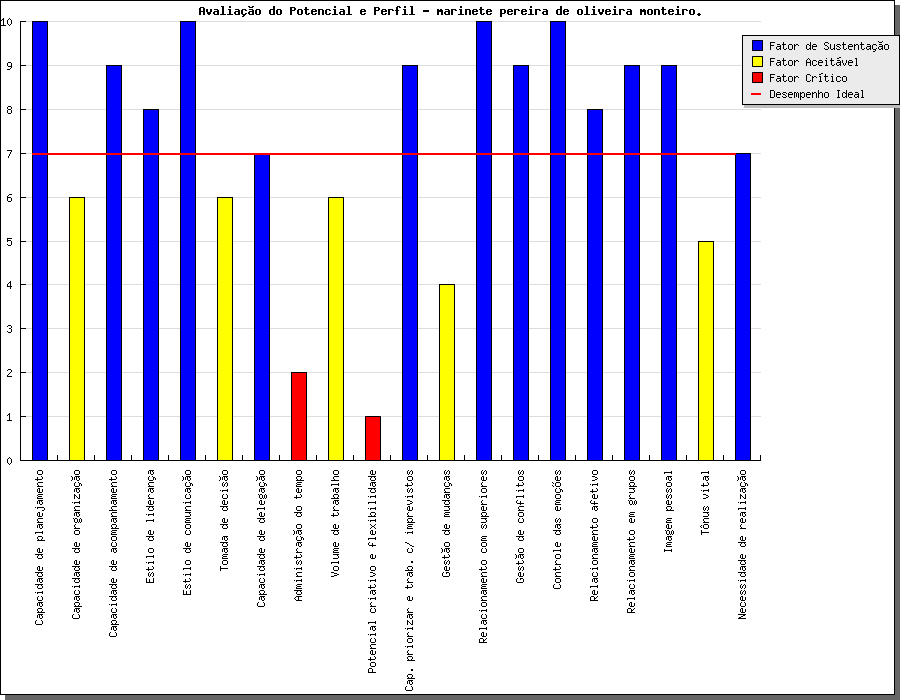 Avaliação do Potencial e Perfil - marinete pereira de oliveira monteiro.
Fator de Sustentação
Fator Aceitável
Fator Crítico
Desempenho Ideal
10
9
8
7
6
5
4
3
2
1
0
Capacidade de planejamento
Capacidade de organização
Capacidade de acompanhamento
Estilo de liderança
Estilo de comunicação
Tomada de decisão
Capacidade de delegação
Administração do tempo
Volume de trabalho
Potencial criativo e flexibilidade
Cap. priorizar e trab. c/ imprevistos
Gestão de mudanças
Relacionamento com superiores
Gestão de conflitos
Controle das emoções
Relacionamento afetivo
Relacionamento em grupos
Imagem pessoal
Tônus vital
Necessidade de realização